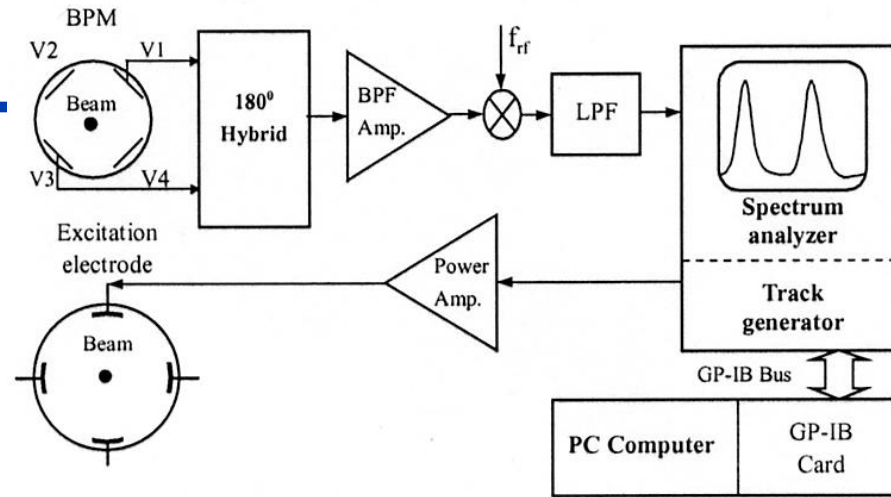 BPM
V2
V1
Beam
V3
V4
180⁰
Hybrid
BPF
Amp.
f_rf
LPF
Spectrum
analyzer
Track
generator
Excitation
electrode
Beam
Power
Amp.
GP-IB Bus
PC Computer
GP-IB
Card